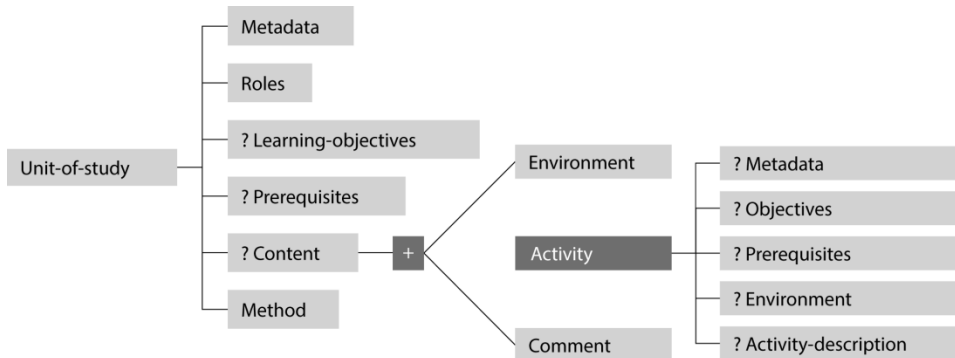 Unit-of-study
Metadata
Roles
? Learning-objectives
? Prerequisites
? Content
Method
+
Environment
Activity
Comment
? Metadata
? Objectives
? Prerequisites
? Environment
? Activity-description